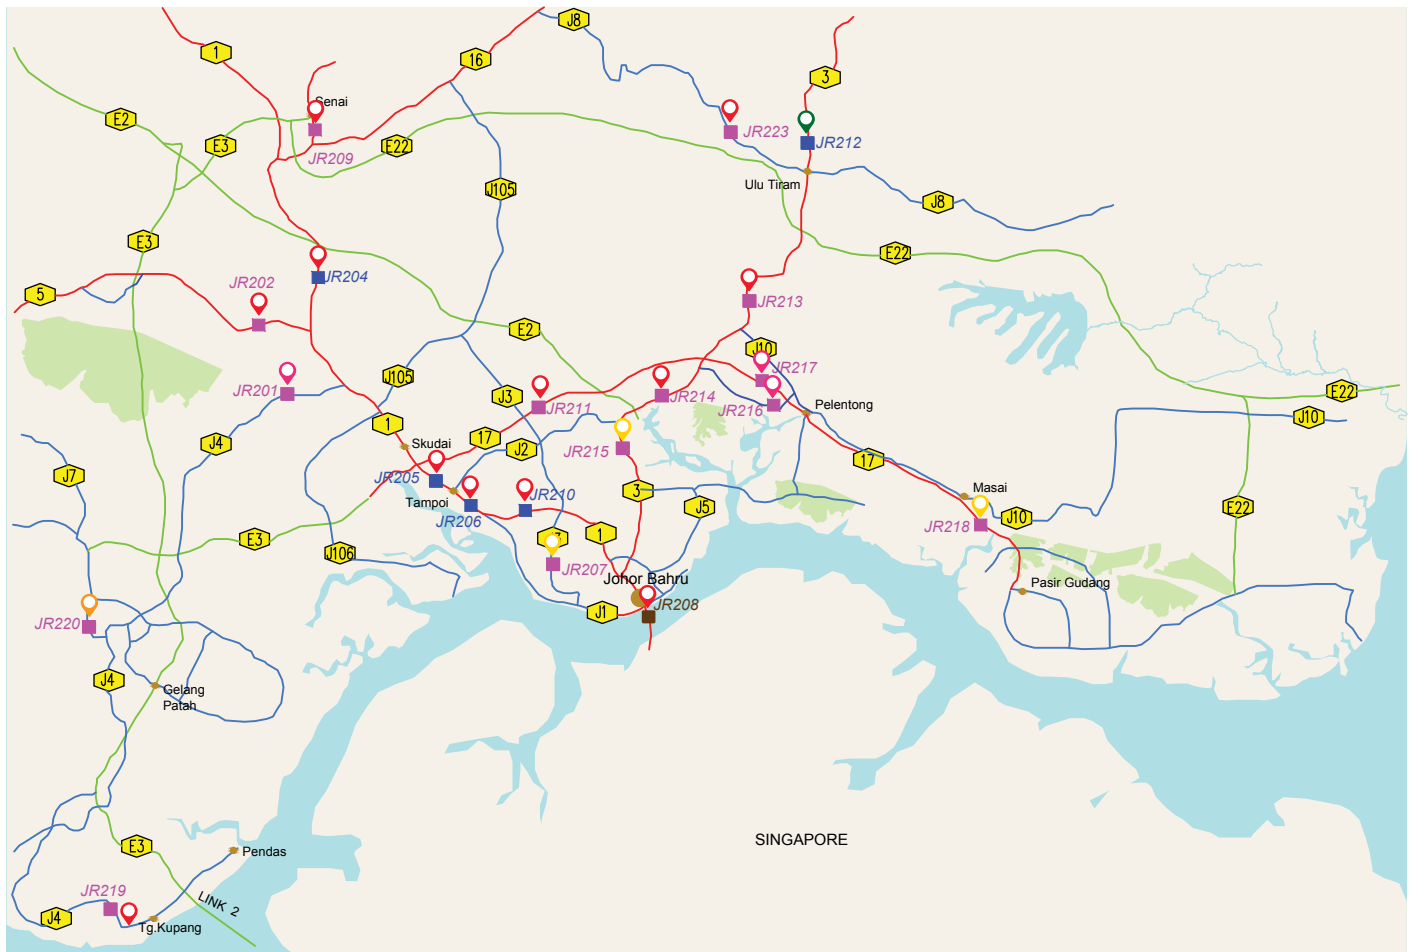 J8
1
16
3
Senai
E2
E3
E22
JR209
JR223
JR212
Ulu Tiram
J105
J8
E3
E22
JR204
JR202
5
JR213
E2
J10
JR217
J105
JR201
J3
JR211
JR214
JR216
E22
Pelentong
J10
1
17
J2
Skudai
J4
JR215
17
J7
JR205
Tampoi
JR210
3
Masai
JR206
J5
JR218
J10
E22
E3
1
J106
JR207
Johor Bahru
Pasir Gudang
JR208
J1
JR220
J4
Gelang
Patah
SINGAPORE
E3
Pendas
JR219
LINK 2
J4
Tg.Kupang